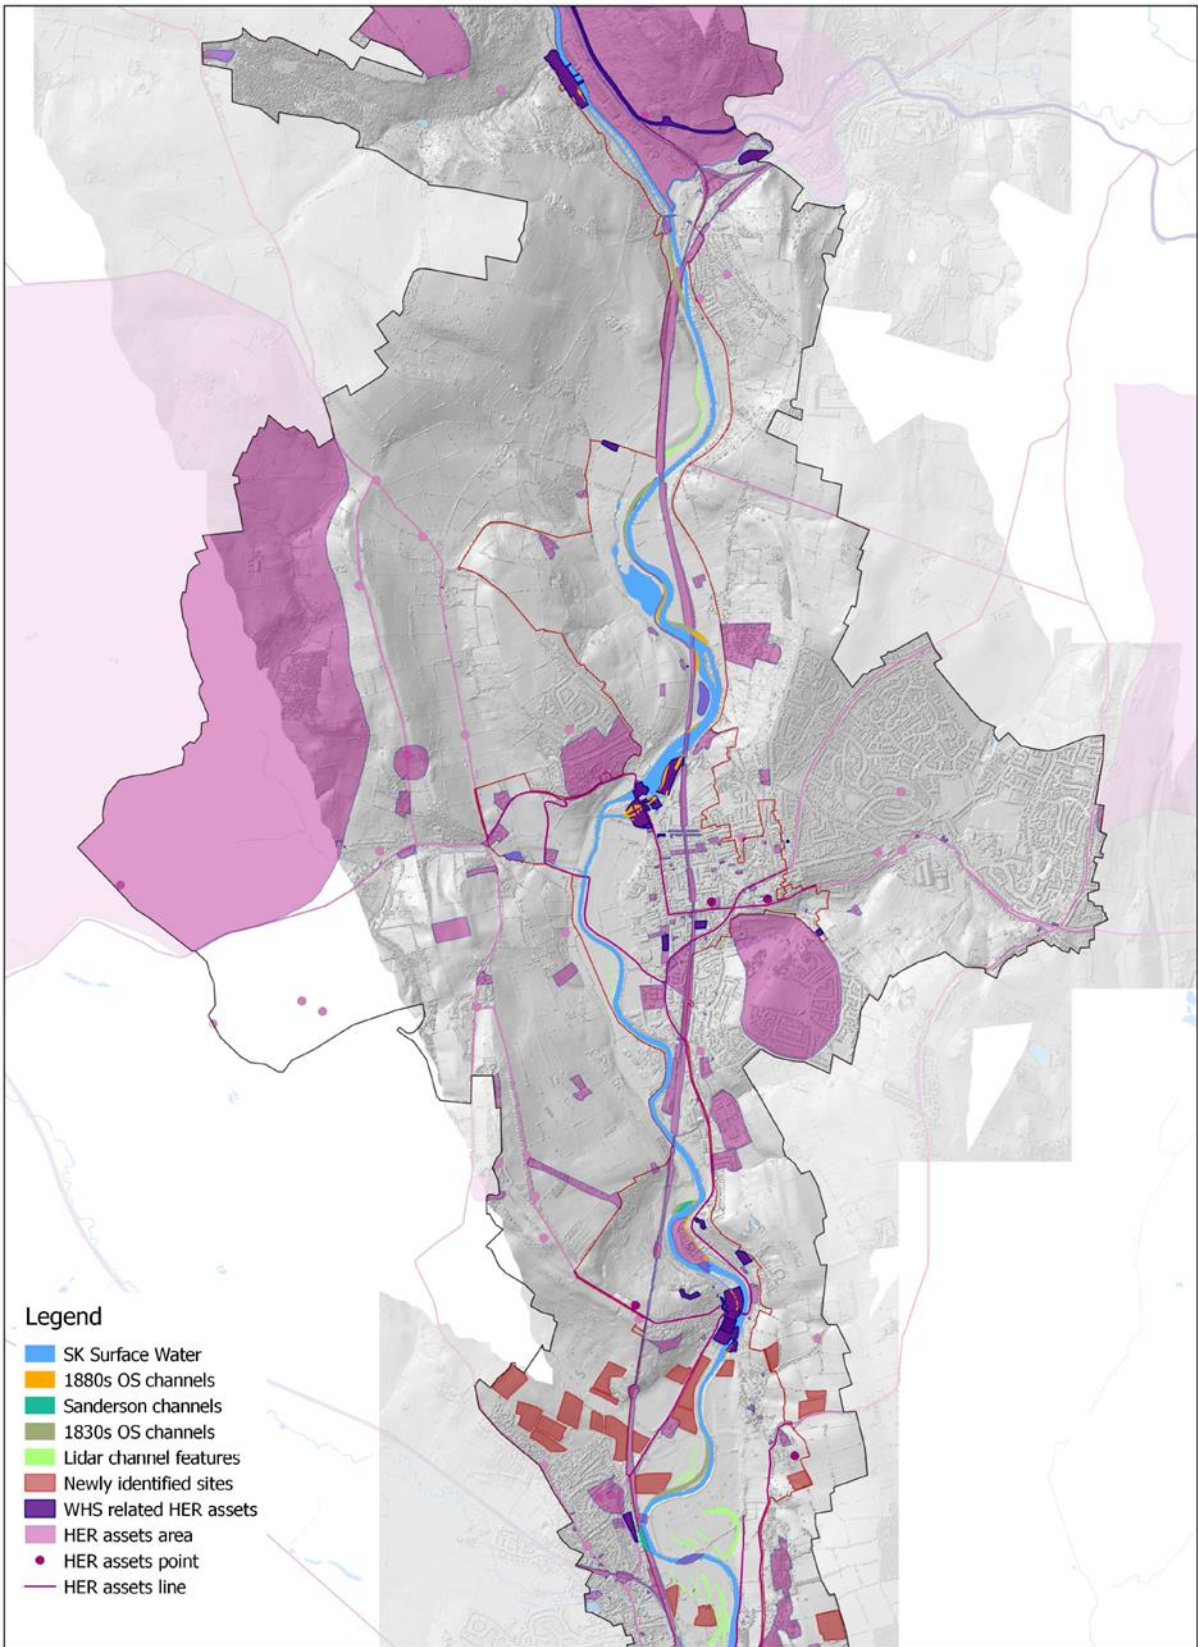 Legend
SK Surface Water
1880s OS channels
Sanderson channels
1830s OS channels
Lidar channel features
Newly identified sites
WHS related HER assets
HER assets area
HER assets point
HER assets line